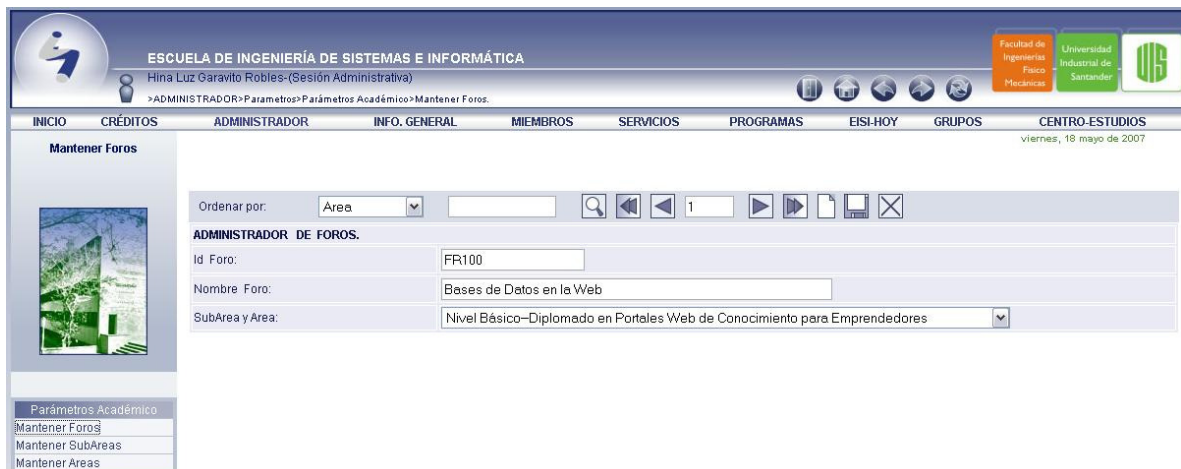 ESCUELA DE INGENIERÍA DE SISTEMAS E INFORMÁTICA
Hina Luz Garavito Robles-(Sesión Administrativa)
>ADMINISTRADOR>Parametros>Parámetros Académico>Mantener Foros.
Facultad de
Ingenierías
Físico
Mecánicas
Universidad
Industrial de
Santander
UIS
INICIO CRÉDITOS ADMINISTRADOR INFO. GENERAL MIEMBROS SERVICIOS PROGRAMAS EISI-HOY GRUPOS CENTRO-ESTUDIOS
viernes, 18 mayo de 2007
Mantener Foros
Ordenar por: Area 1
ADMINISTRADOR DE FOROS.
Id Foro: FR100
Nombre Foro: Bases de Datos en la Web
SubArea y Area: Nivel Básico–Diplomado en Portales Web de Conocimiento para Emprendedores
Parámetros Académico
Mantener Foros
Mantener SubAreas
Mantener Areas